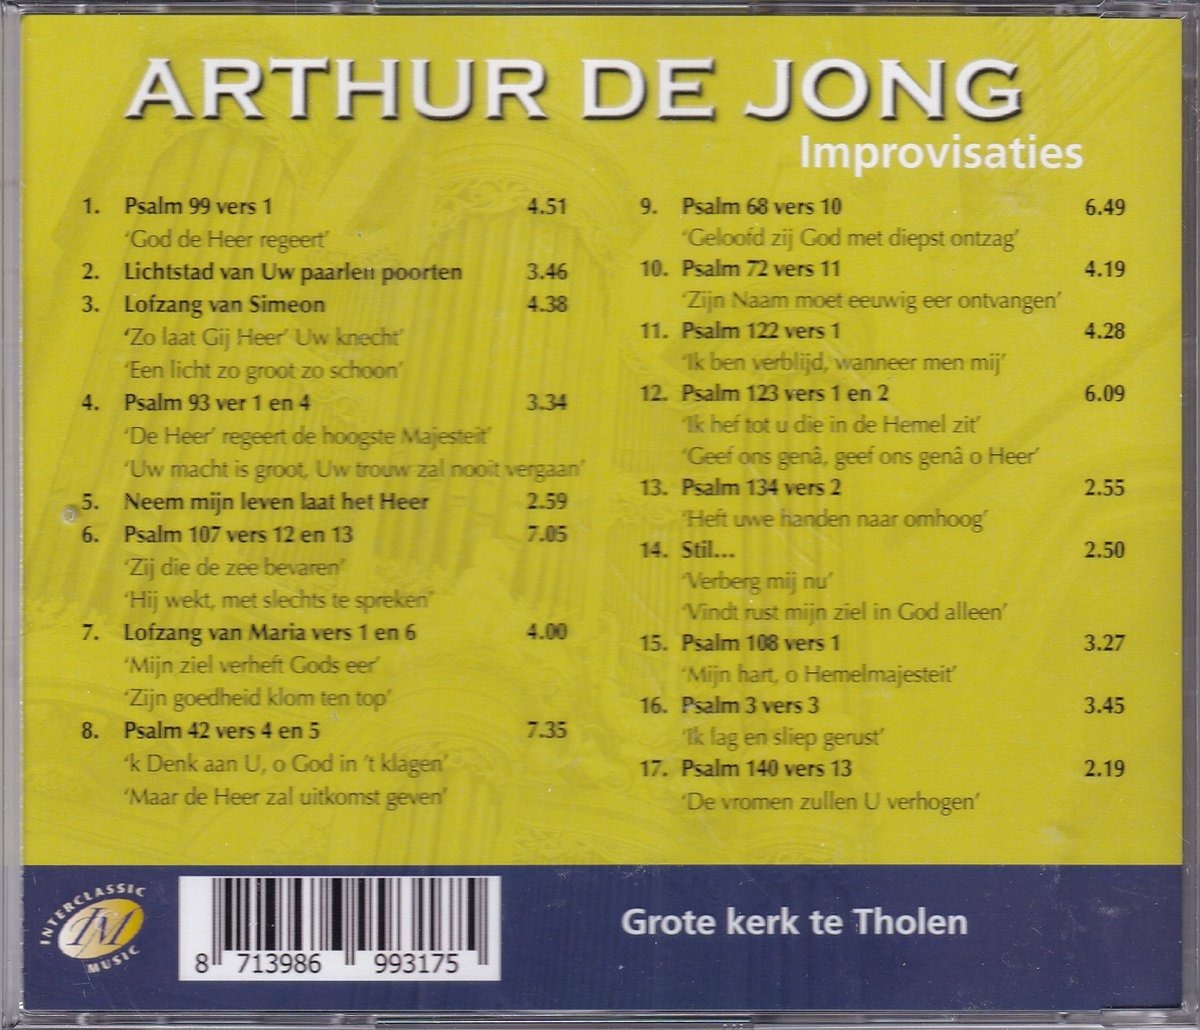 ARTHUR DE JONG
Improvisaties
1. Psalm 99 vers 1 4.51
'God de Heer regeert'
2. Lichtstad van Uw paarlen poorten 3.46
3. Lofzang van Simeon 4.38
'Zo laat Gij Heer' Uw knecht'
'Een licht zo groot zo schoon'
4. Psalm 93 ver 1 en 4 3.34
'De Heer' regeert de hoogste Majesteit'
'Uw macht is groot, Uw trouw zal nooit vergaan'
5. Neem mijn leven laat het Heer 2.59
6. Psalm 107 vers 12 en 13 7.05
'Zij die de zee bevaren'
'Hij wekt, met slechts te spreken'
7. Lofzang van Maria vers 1 en 6 4.00
'Mijn ziel verheft Gods eer'
'Zijn goedheid klom ten top'
8. Psalm 42 vers 4 en 5 7.35
'k Denk aan U, o God in 't klagen'
'Maar de Heer zal uitkomst geven'
9. Psalm 68 vers 10 6.49
'Geloofd zij God met diepst ontzag'
10. Psalm 72 vers 11 4.19
'Zijn Naam moet eeuwig eer ontvangen'
11. Psalm 122 vers 1 4.28
'Ik ben verblijd, wanneer men mij'
12. Psalm 123 vers 1 en 2 6.09
'Ik hef tot u die in de Hemel zit'
'Geef ons genâ, geef ons genâ o Heer'
13. Psalm 134 vers 2 2.55
'Heft uwe handen naar omhoog'
14. Stil... 2.50
'Verberg mij nu'
'Vindt rust mijn ziel in God alleen'
15. Psalm 108 vers 1 3.27
'Mijn hart, o Hemelmajesteit'
16. Psalm 3 vers 3 3.45
'Ik lag en sliep gerust'
17. Psalm 140 vers 13 2.19
'De vromen zullen U verhogen'
INTERCLASSIC
IM
MUSIC
8 713986 993175
Grote kerk te Tholen